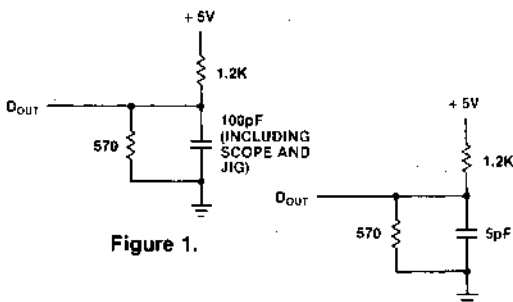 + 5V
1.2K
DOUT
570
100pF
(INCLUDING
SCOPE AND
JIG)
Figure 1.
+ 5V
1.2K
DOUT
570
5pF